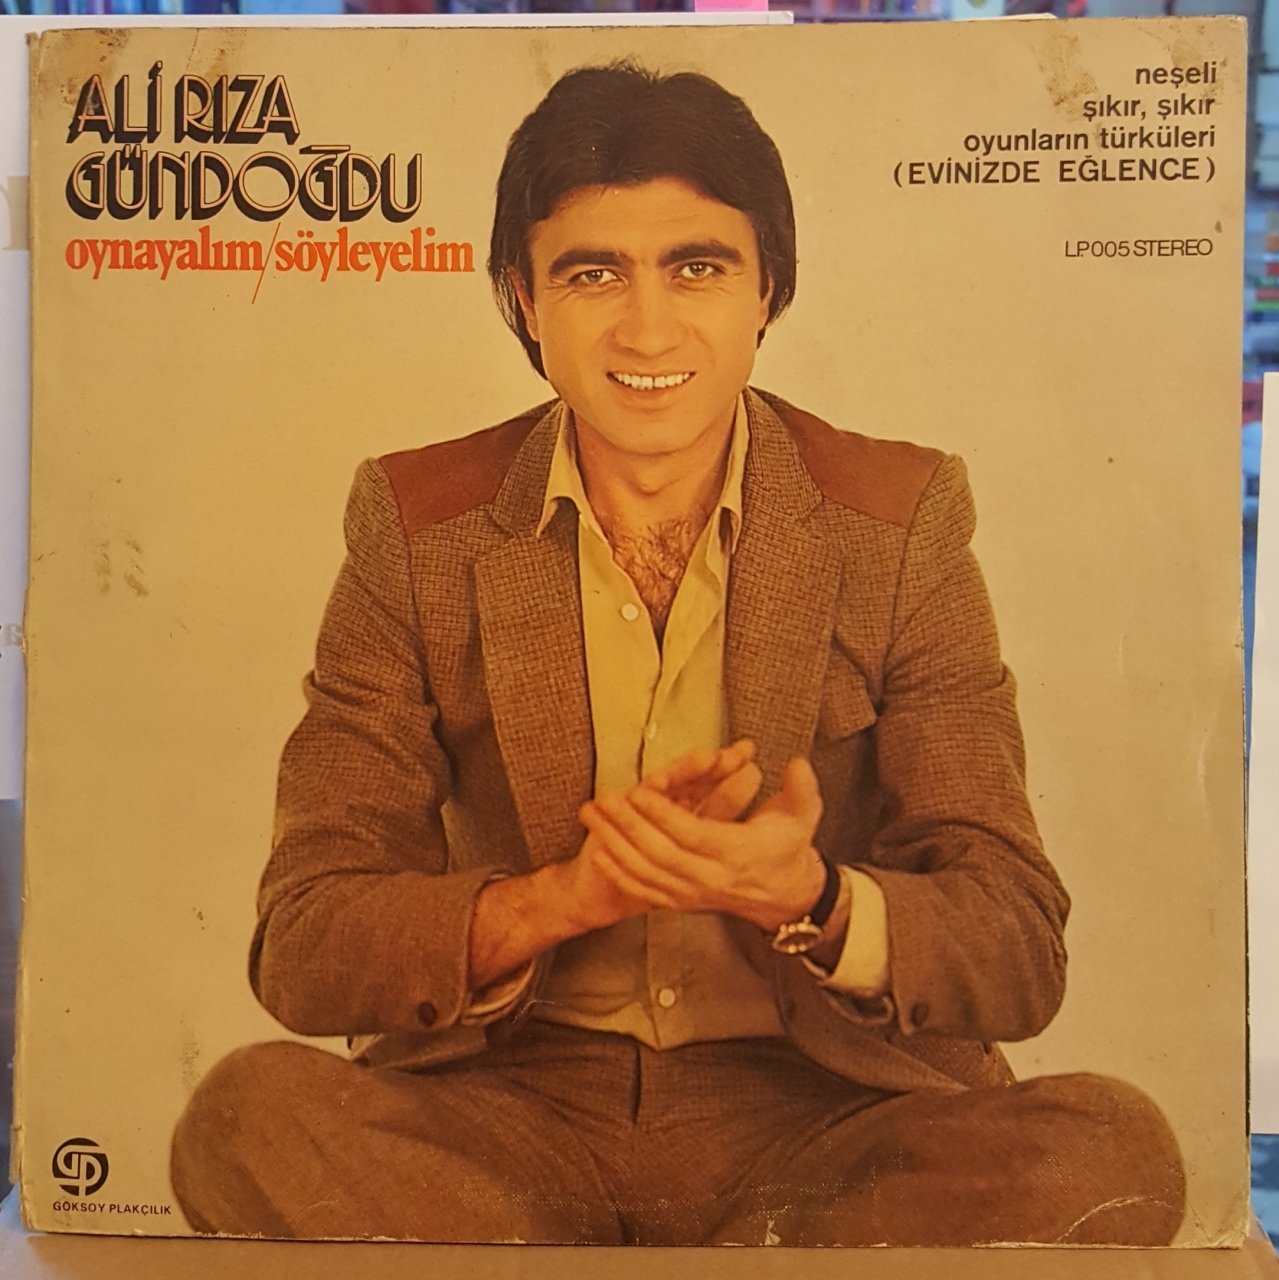 ALİ RIZA
GÜNDOĞDU
oynayalım/söyleyelim
neşeli
şıkır, şıkır
oyunların türküleri
(EVİNİZDE EĞLENCE)
LP.005 STEREO
GÖKSOY PLAKÇILIK